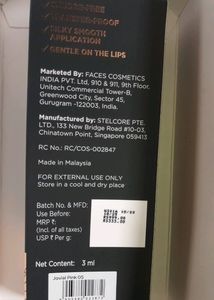 TRANSFER-PROOF
SILKY SMOOTH
APPLICATION
GENTLE ON THE LIPS
Marketed By: FACES COSMETICS
INDIA PVT. Ltd, 910 & 911, 9th Floor,
Unitech Commercial Tower-B,
Greenwood City, Sector 45,
Gurugram -122003, India.
Manufactured by: STELCORE PTE.
LTD., 133 New Bridge Road #10-03,
Chinatown Point, Singapore 059413
RC No.: RC/COS-002847
Made in Malaysia
FOR EXTERNAL USE ONLY
Store in a cool and dry place
Batch No. & MFD:
Use Before:
MRP ₹:
(Incl. of all taxes)
USP ₹ Per g:
Net Content: 3 ml
Jovial Pink 05